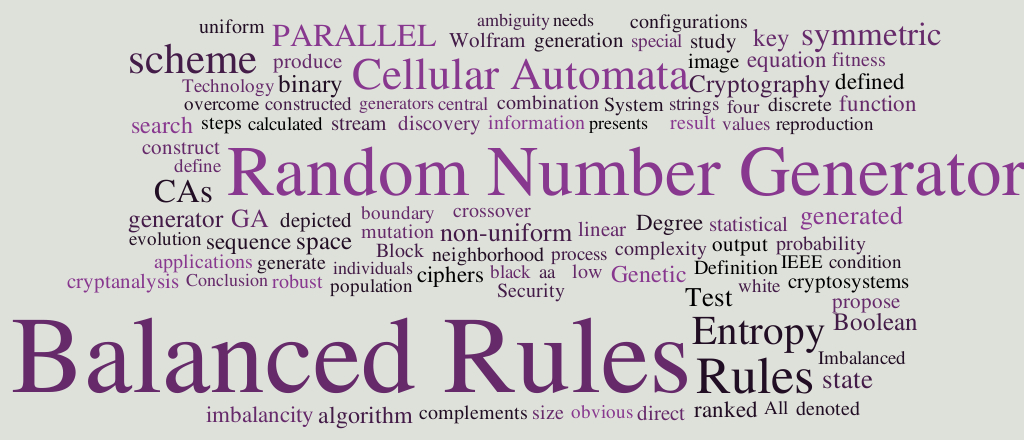 ambiguity needs configurations
uniform PARALLEL Wolfram generation special study key symmetric
scheme produce Cellular Automata image equation fitness
Technology binary Cryptography defined
overcome constructed generators central combination System strings four discrete function
search steps calculated stream discovery information presents result values reproduction
construct
define Random Number Generator
CAs
generator GA depicted boundary crossover Degree statistical generated
mutation non-uniform linear
evolution sequence space Block neighborhood process complexity output probability
applications generate individuals ciphers black aa low Genetic Definition IEEE condition
cryptanalysis Conclusion robust population Security white cryptosystems
Test propose
Balanced Rules Entropy Boolean
Imbalanced
Rules state
imbalancity algorithm complements size obvious direct ranked All denoted